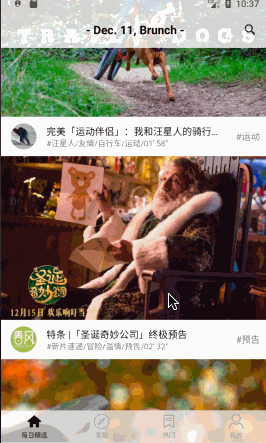 10:37
TRAIL DOGS
- Dec. 11, Brunch -
完美「运动伴侣」：我和汪星人的骑行...
#汪星人/友情/自行车/运动/01' 58"
#运动
圣诞奇妙公司
12月15日 欢乐响叮当
春风
特条 |「圣诞奇妙公司」终极预告
#新片速递/冒险/温情/预告/02' 32"
#预告
每日精选
发现
热门
我的